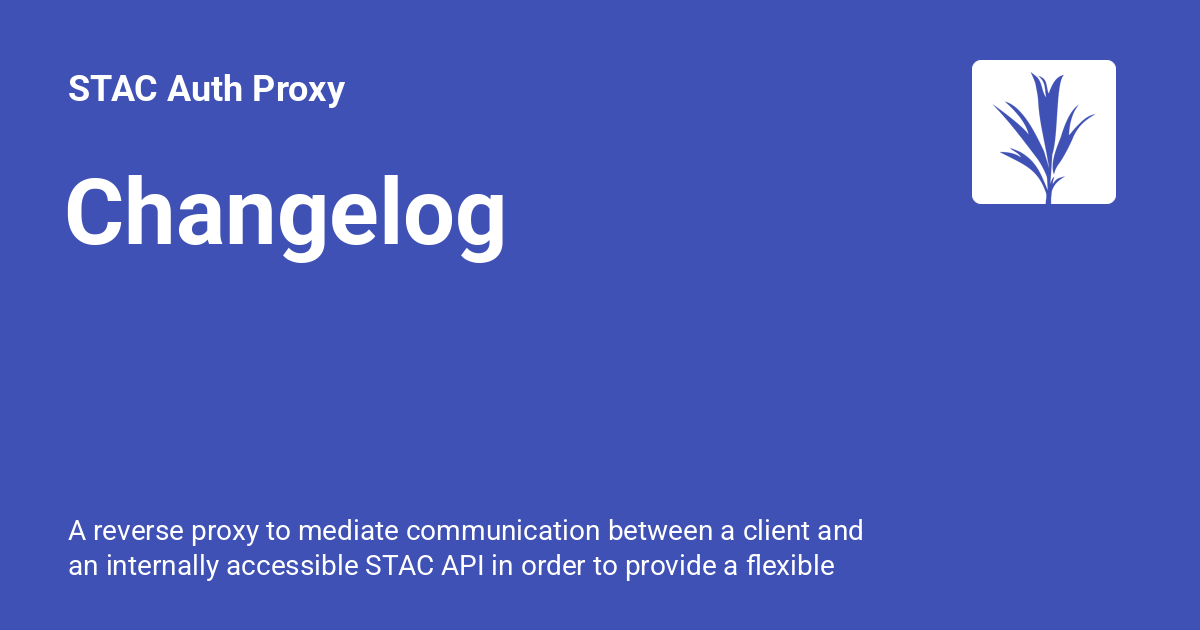 STAC Auth Proxy
Changelog
A reverse proxy to mediate communication between a client and
an internally accessible STAC API in order to provide a flexible